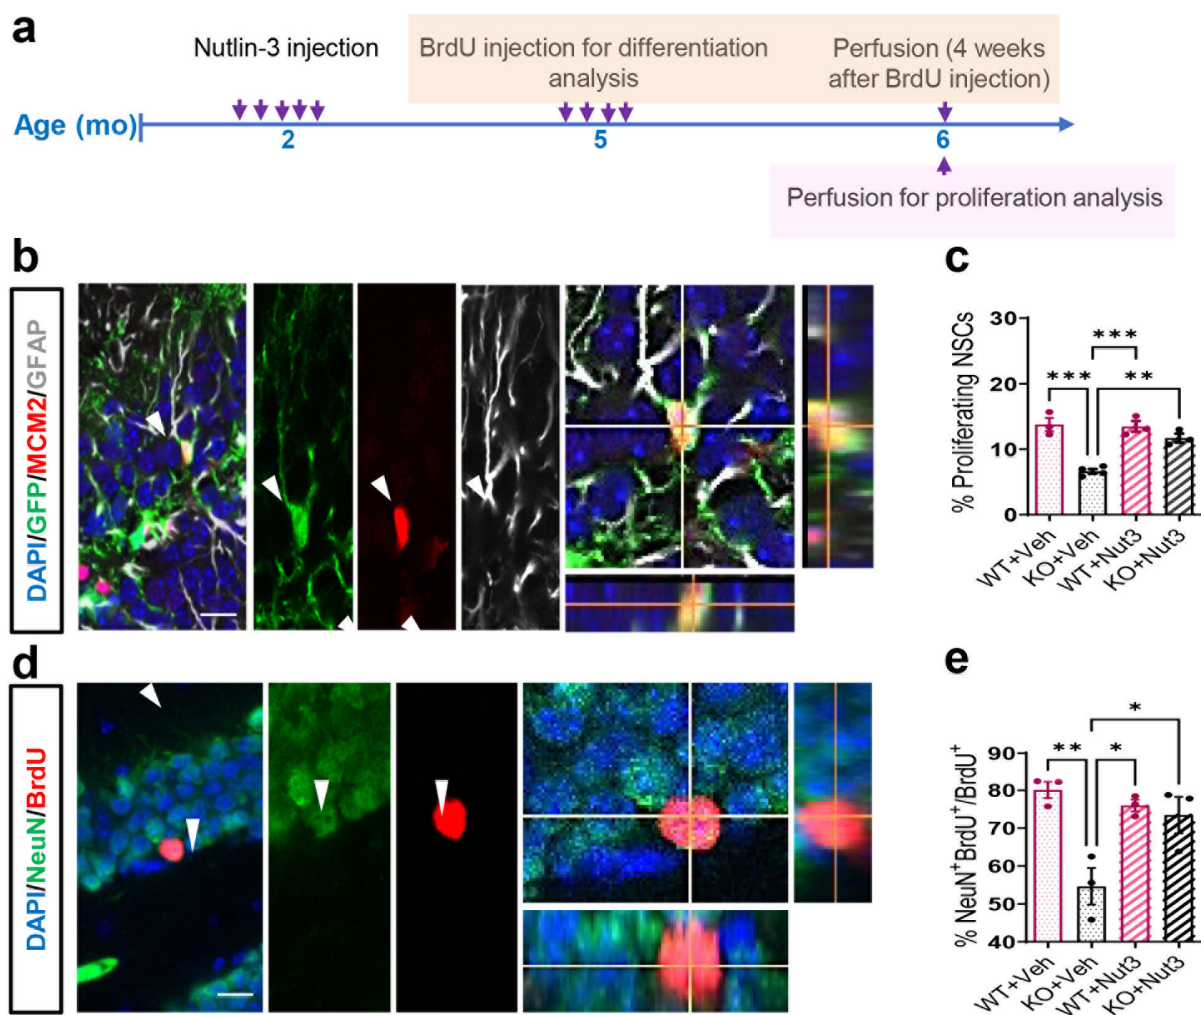 a
Nutlin-3 injection
BrdU injection for differentiation
analysis
Perfusion (4 weeks
after BrdU injection)
Age (mo)
2
5
6
Perfusion for proliferation analysis
b
DAPI/GFP/MCM2/GFAP
c
% Proliferating NSCs
30
20
10
0
***
***
**
WT+Veh
KO+Veh
WT+Nut3
KO+Nut3
d
DAPI/NeuN/BrdU
e
% NeuN⁺BrdU⁺/BrdU⁺
90
80
70
60
50
40
*
**
*
WT+Veh
KO+Veh
WT+Nut3
KO+Nut3